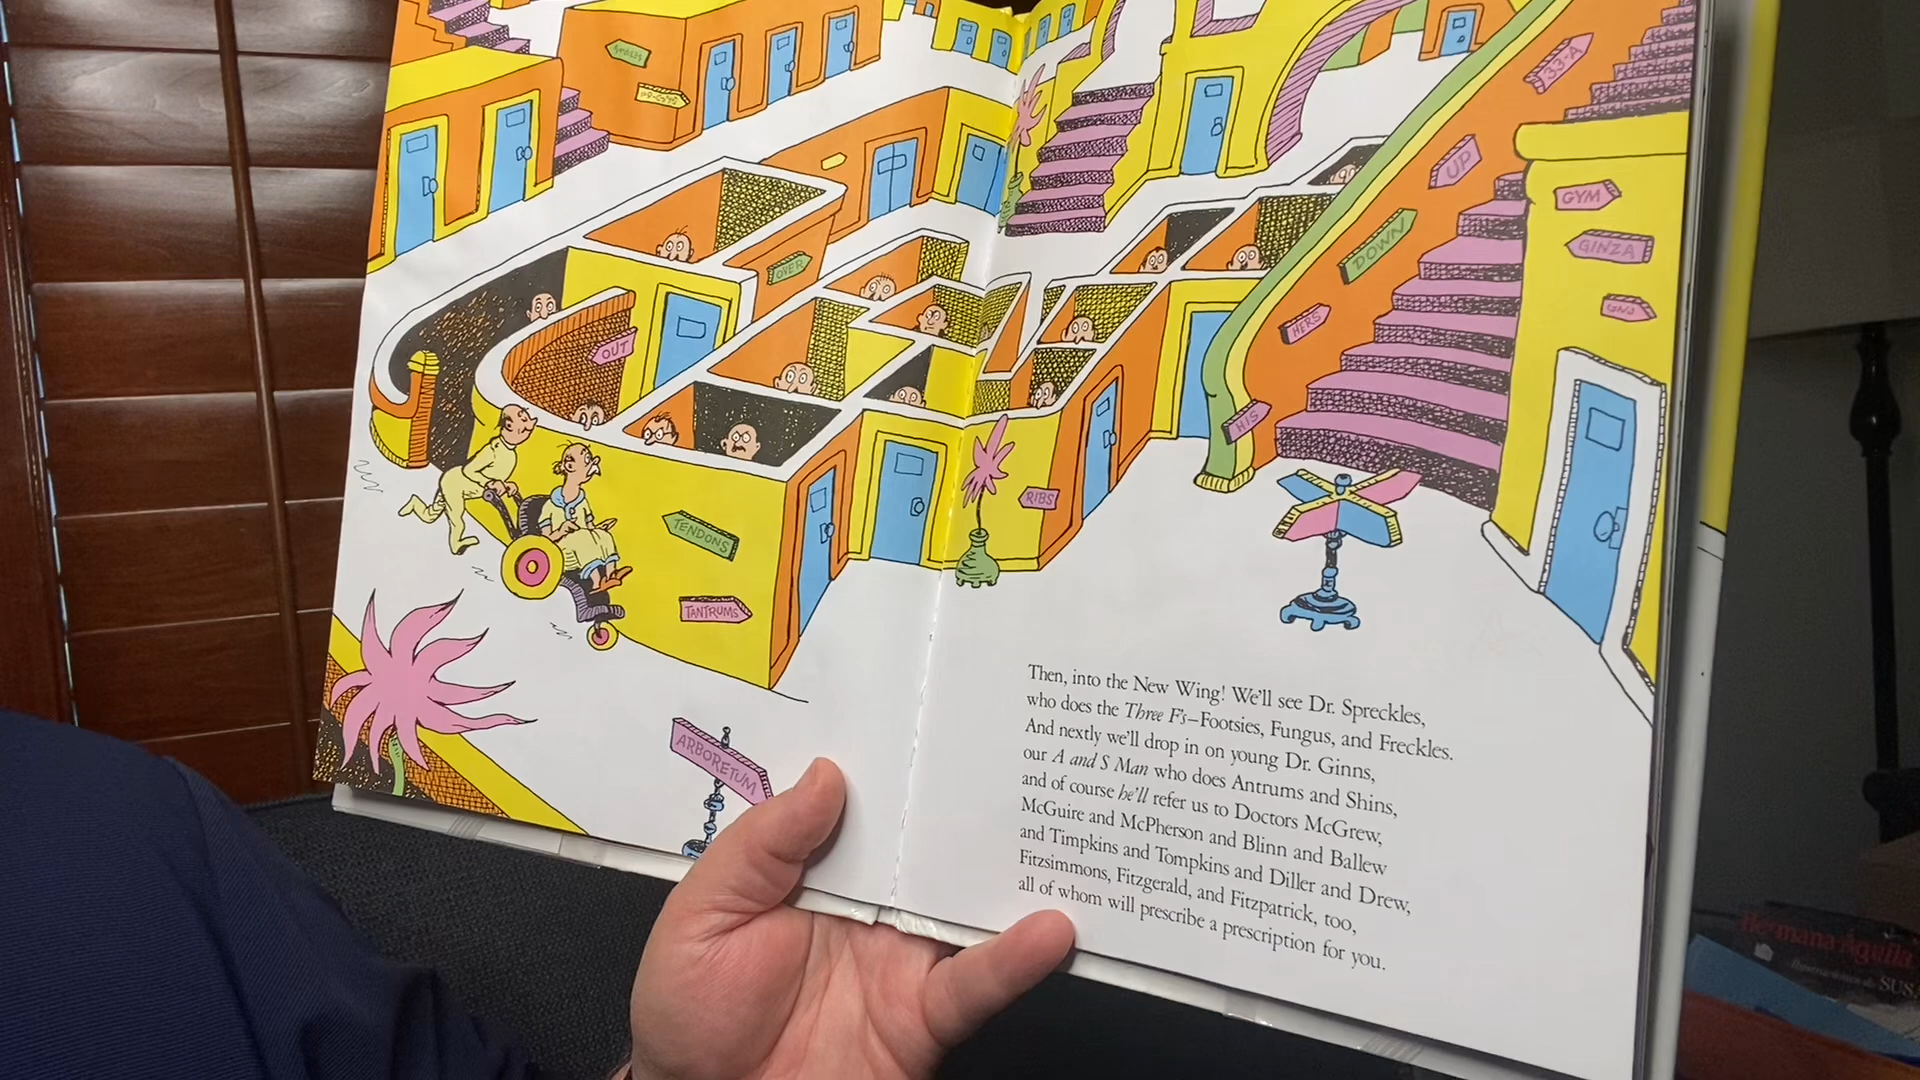 33-A
UP
GYM
DOWN
GINZA
GNU
OVER
HERS
OUT
HIS
RIBS
TENDONS
TANTRUMS
ARBORETUM
Then, into the New Wing! We'll see Dr. Spreckles,
who does the Three F's—Footsies, Fungus, and Freckles.
And nextly we'll drop in on young Dr. Ginns,
our A and S Man who does Antrums and Shins,
and of course he'll refer us to Doctors McGrew,
McGuire and McPherson and Blinn and Ballew
and Timpkins and Tompkins and Diller and Drew,
Fitzsimmons, Fitzgerald, and Fitzpatrick, too,
all of whom will prescribe a prescription for you.
Hermana Aguila
SUS